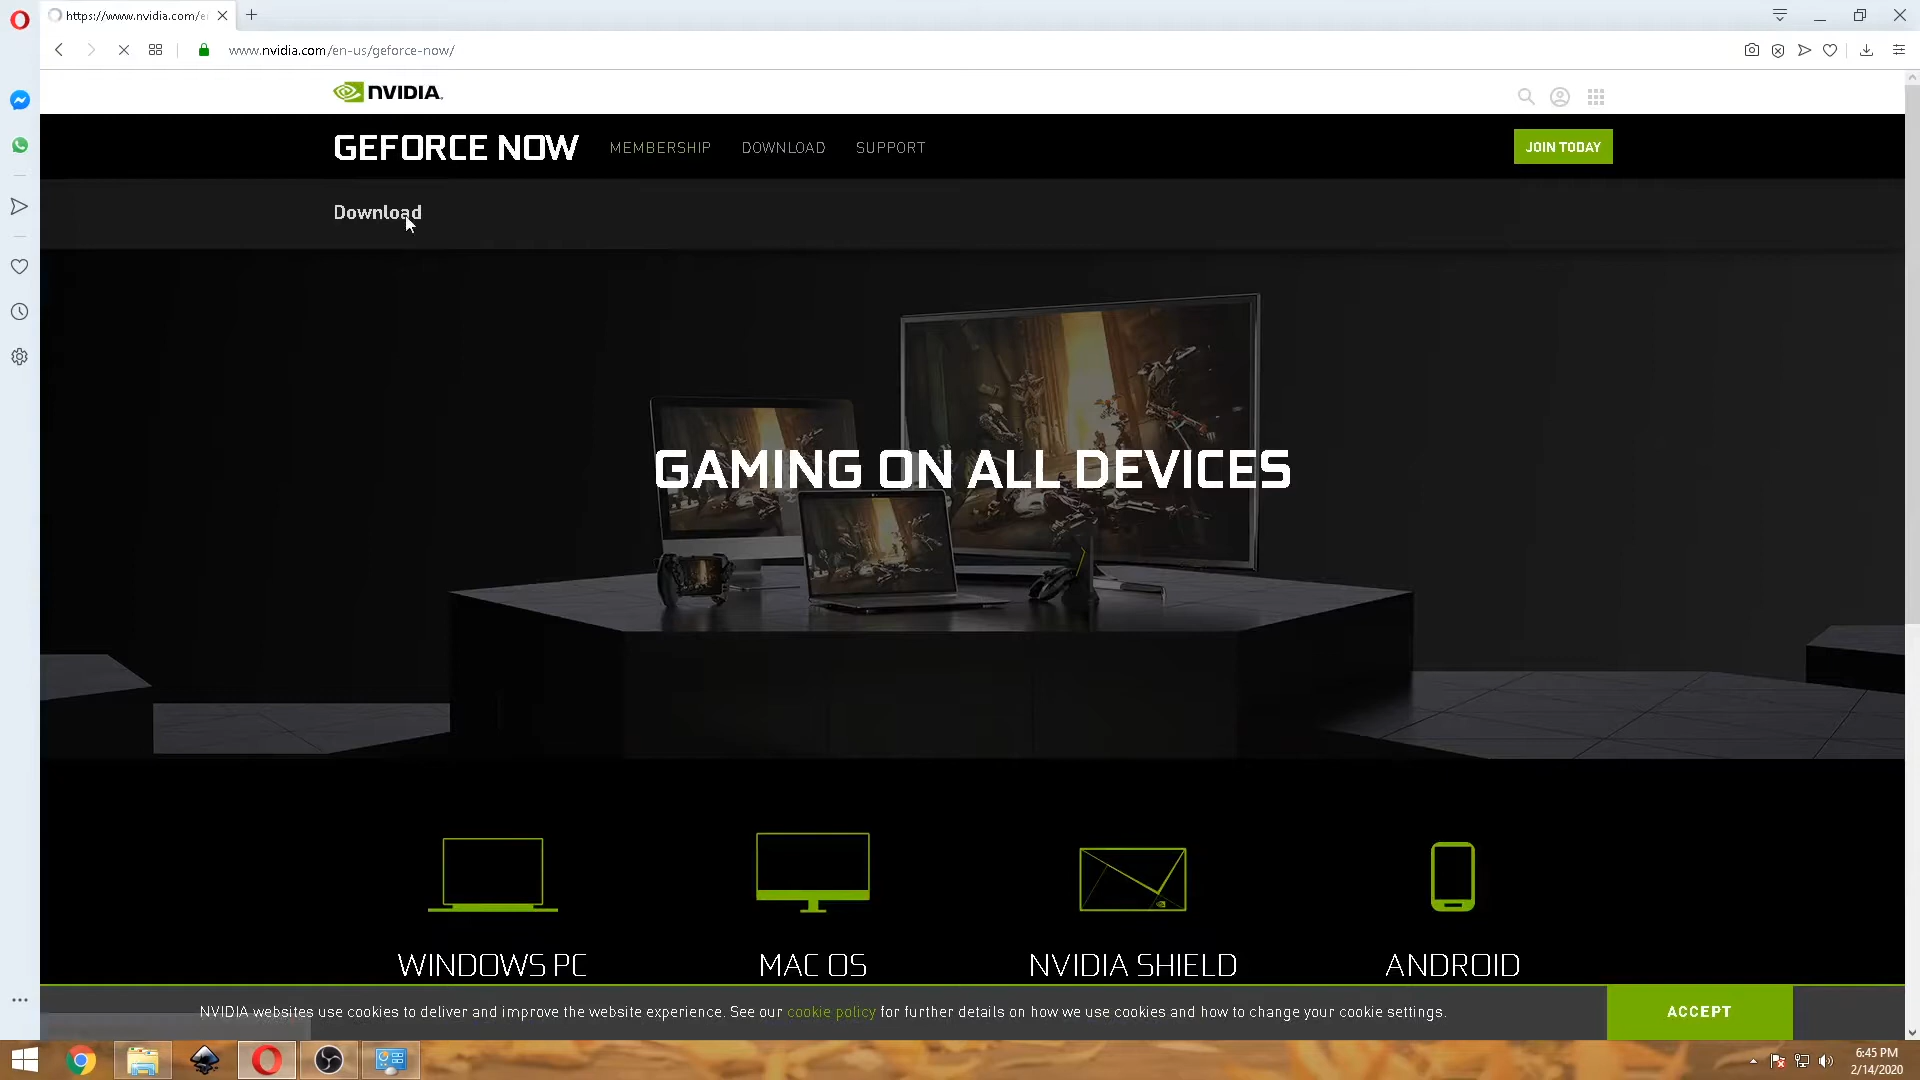 https://www.nvidia.com/e
www.nvidia.com/en-us/geforce-now/
NVIDIA.
GEFORCE NOW
MEMBERSHIP
DOWNLOAD
SUPPORT
JOIN TODAY
Download
GAMING ON ALL DEVICES
WINDOWS PC
MAC OS
NVIDIA SHIELD
ANDROID
NVIDIA websites use cookies to deliver and improve the website experience. See our cookie policy for further details on how we use cookies and how to change your cookie settings.
ACCEPT
6:45 PM
2/14/2020